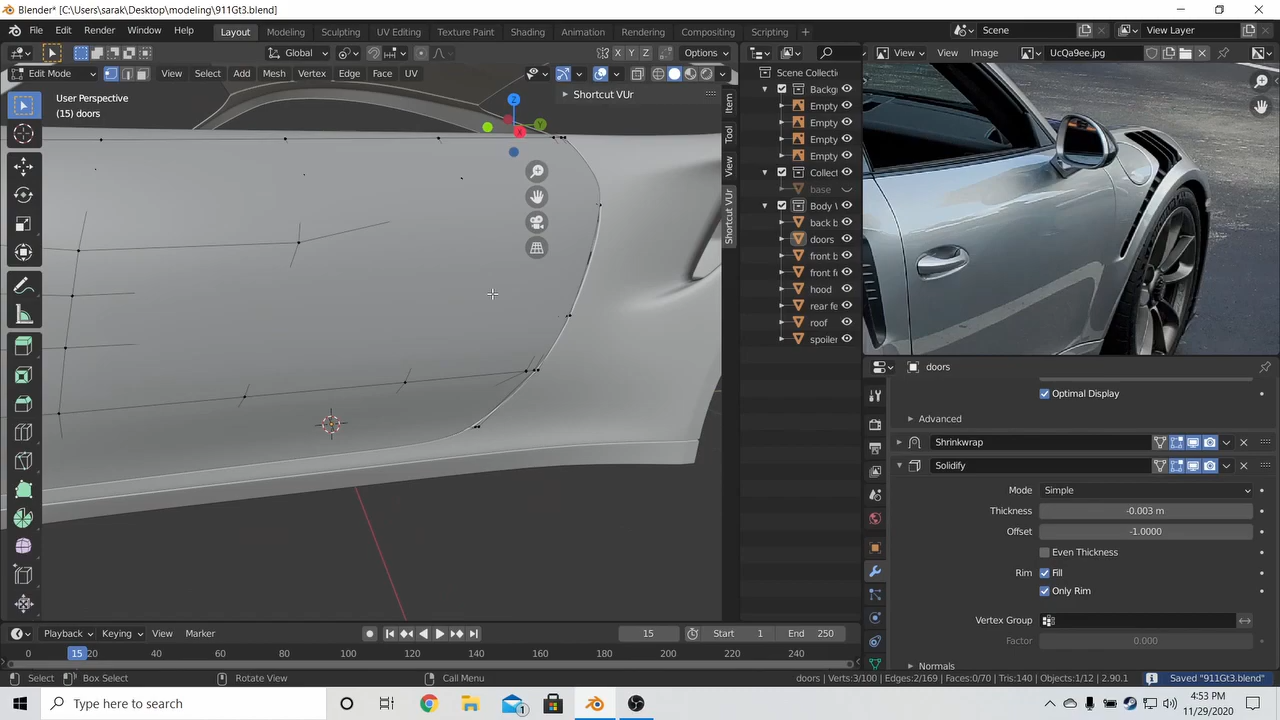 Blender* [C:\Users\sarak\Desktop\modeling\911Gt3.blend]
File Edit Render Window Help Layout Modeling Sculpting UV Editing Texture Paint Shading Animation Rendering Compositing Scripting Scene View Layer
Global Options View Image UcQa9ee.jpg
Edit Mode View Select Add Mesh Vertex Edge Face UV
Scene Collecti
User Perspective
(15) doors
Shortcut VUr
Z
Y
X
Item
Tool
View
Shortcut VUr
Backg
Empty
Empty
Empty
Empty
Collect
base
Body
back b
doors
front b
front fe
hood
rear fe
roof
spoiler
doors
Optimal Display
Advanced
Shrinkwrap
Solidify
Mode Simple
Thickness -0.003 m
Offset -1.0000
Even Thickness
Rim Fill
Only Rim
Vertex Group
Factor 0.000
Normals
Playback Keying View Marker 15 Start 1 End 250
0 15 20 40 60 80 100 120 140 160 180 200 220 240
Select Box Select Rotate View Call Menu doors | Verts:3/100 | Edges:2/169 | Faces:0/70 | Tris:140 | Objects:1/12 | 2.90.1 Saved "911Gt3.blend"
Type here to search
1
4:53 PM
11/29/2020